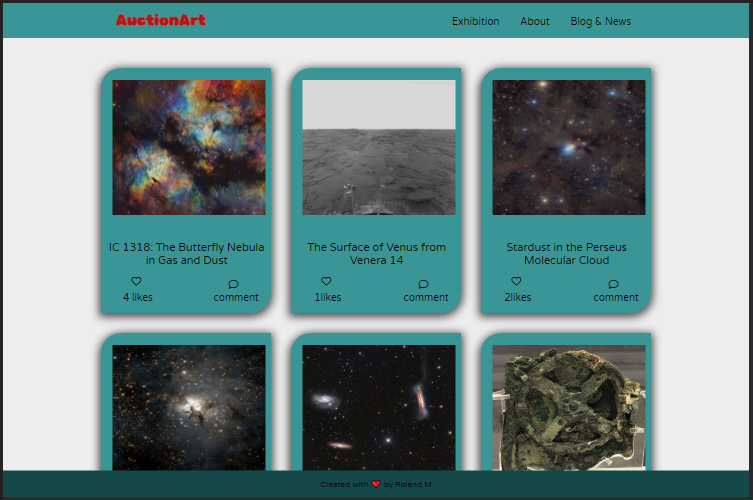 AuctionArt
Exhibition About Blog & News
IC 1318: The Butterfly Nebula
in Gas and Dust
4 likes
comment
The Surface of Venus from
Venera 14
1likes
comment
Stardust in the Perseus
Molecular Cloud
2likes
comment
Created with ❤️ by Roland M